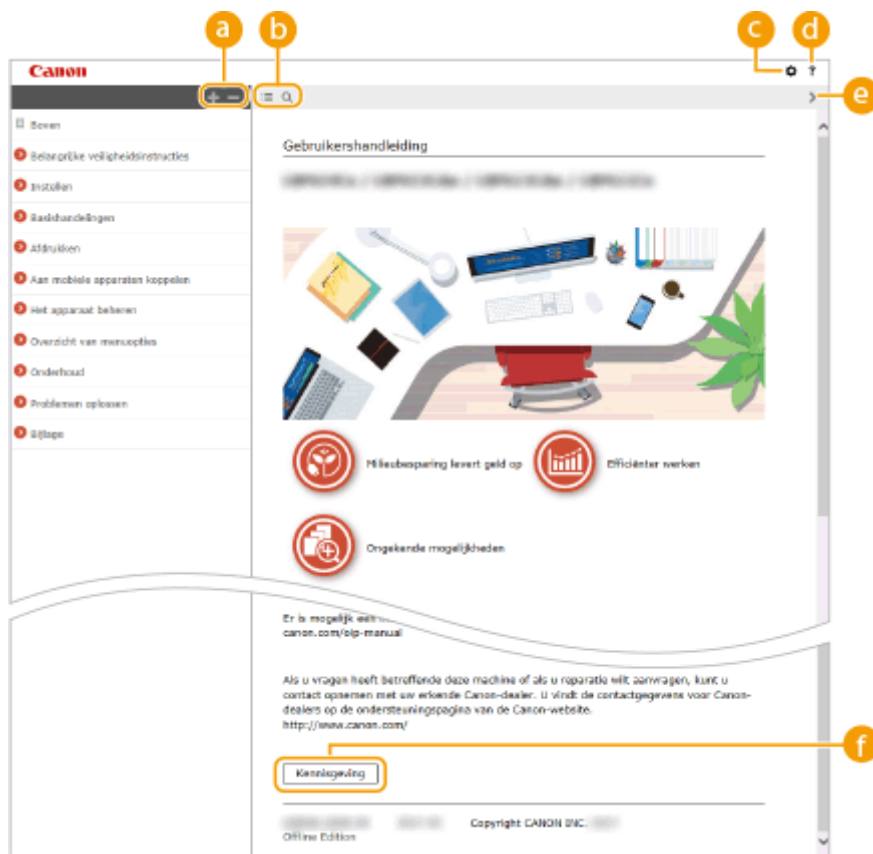 a
b
c
d
Canon
?
e
Boven
Gebruikershandleiding
Belangrijke veiligheidsinstructies
Instellen
Basishandelingen
Afdrukken
Aan mobiele apparaten koppelen
Het apparaat beheren
Overzicht van menuopties
Onderhoud
Problemen oplossen
Bijlage
Milieubesparing levert geld op
Efficiënter werken
Ongekende mogelijkheden
Er is mogelijk een
canon.com/oip-manual
Als u vragen heeft betreffende deze machine of als u reparatie wilt aanvragen, kunt u
contact opnemen met uw erkende Canon-dealer. U vindt de contactgegevens voor Canon-
dealers op de ondersteuningspagina van de Canon-website.
http://www.canon.com/
f
Kennisgeving
Copyright CANON INC.
Offline Edition